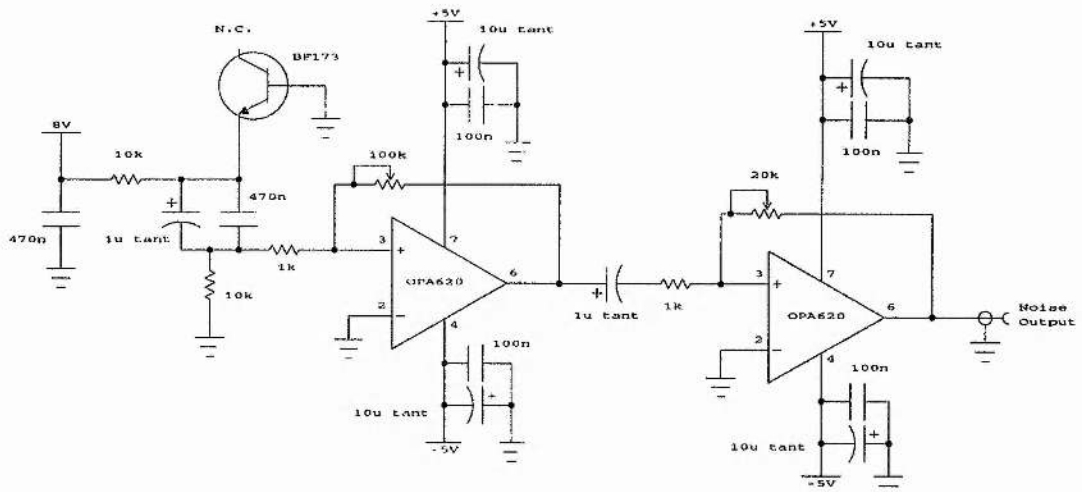 N.C.
BF173
8V
10k
470n
1u tant
470n
10k
1k
+5V
10u tant
+
100n
100k
3
+
7
OPA620
6
2
-
4
100n
10u tant
+
-5V
+
1u tant
1k
+5V
10u tant
+
100n
20k
3
+
7
OPA620
6
2
-
4
100n
10u tant
+
-5V
Noise
Output
+